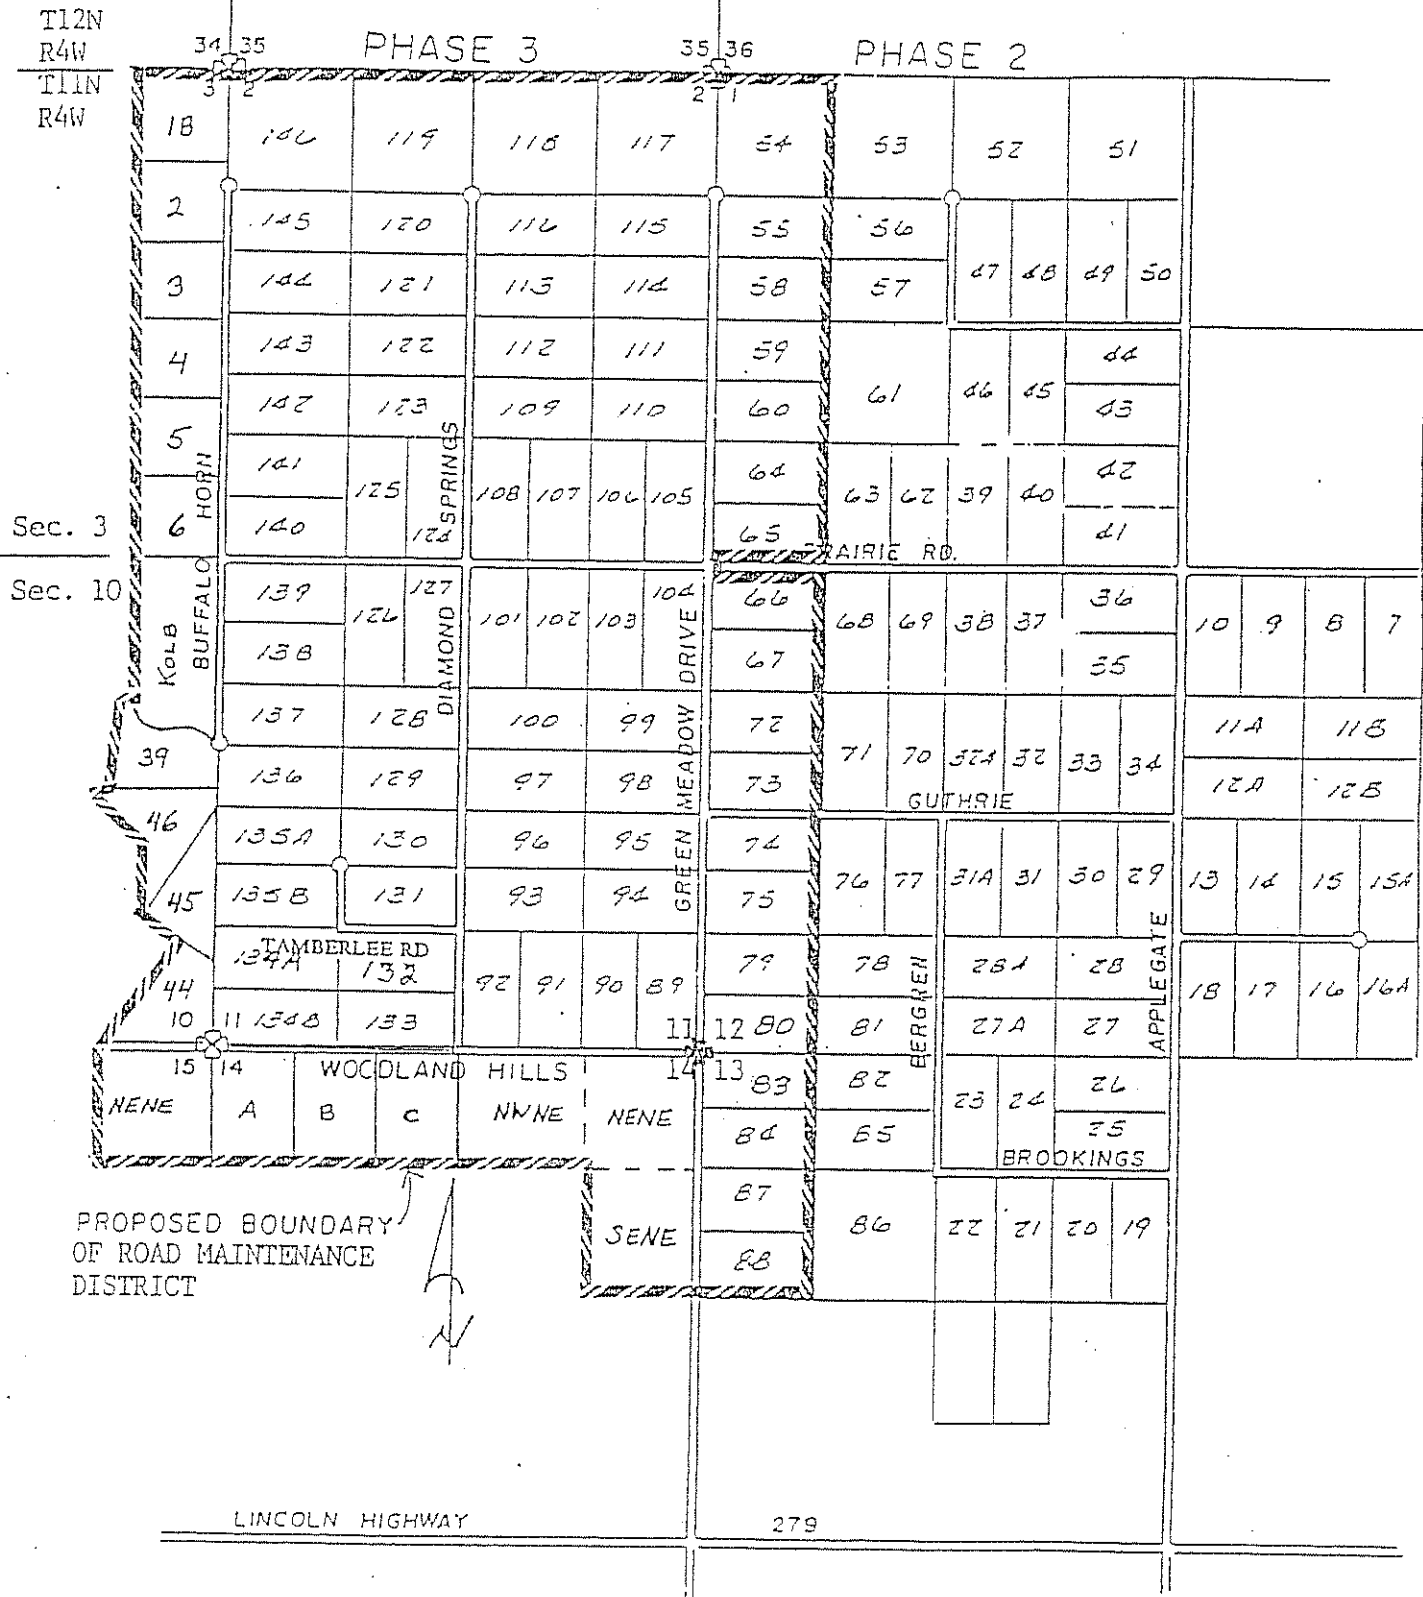 T12N
R4W
T11N
R4W
34 35
PHASE 3
35 36
PHASE 2
3 2
2 1
1B
146 119 118 117 54 53 52 51
2
145 120 116 115 55 56
47 48 49 50
3
144 121 113 114 58 57
4
143 122 112 111 59
44
61 46 45
142 123 109 110 60
43
5
141
64
42
125 108 107 106 105
63 62 39 40
Sec. 3
6
140 124
65
41
SPRINGS
BUFFALO HORN
PRAIRIE RD.
Sec. 10
139 127 104 66
36
126 101 102 103
68 69 38 37
10 9 8 7
KOLB
138
67
35
DIAMOND
GREEN MEADOW DRIVE
137 128 100 99 72
11A 11B
71 70 32A 32 33 34
39
136 129 97 98 73
12A 12B
GUTHRIE
46
135A 130 96 95 74
76 77 31A 31 30 29
13 14 15 15A
45
135B 131 93 94 75
APPLEGATE
TAMBERLEE RD
134A 132
79 78 28A 28
92 91 90 89
18 17 16 16A
44
BERGREN
10 11 134B 133
11 12 80 81 27A 27
15 14
WOODLAND HILLS
14 13 83 82
26
23 24
NENE A B C NWNE NENE
84 85
25
BROOKINGS
87
PROPOSED BOUNDARY
OF ROAD MAINTENANCE
DISTRICT
SENE
86 22 21 20 19
88
N
LINCOLN HIGHWAY 279